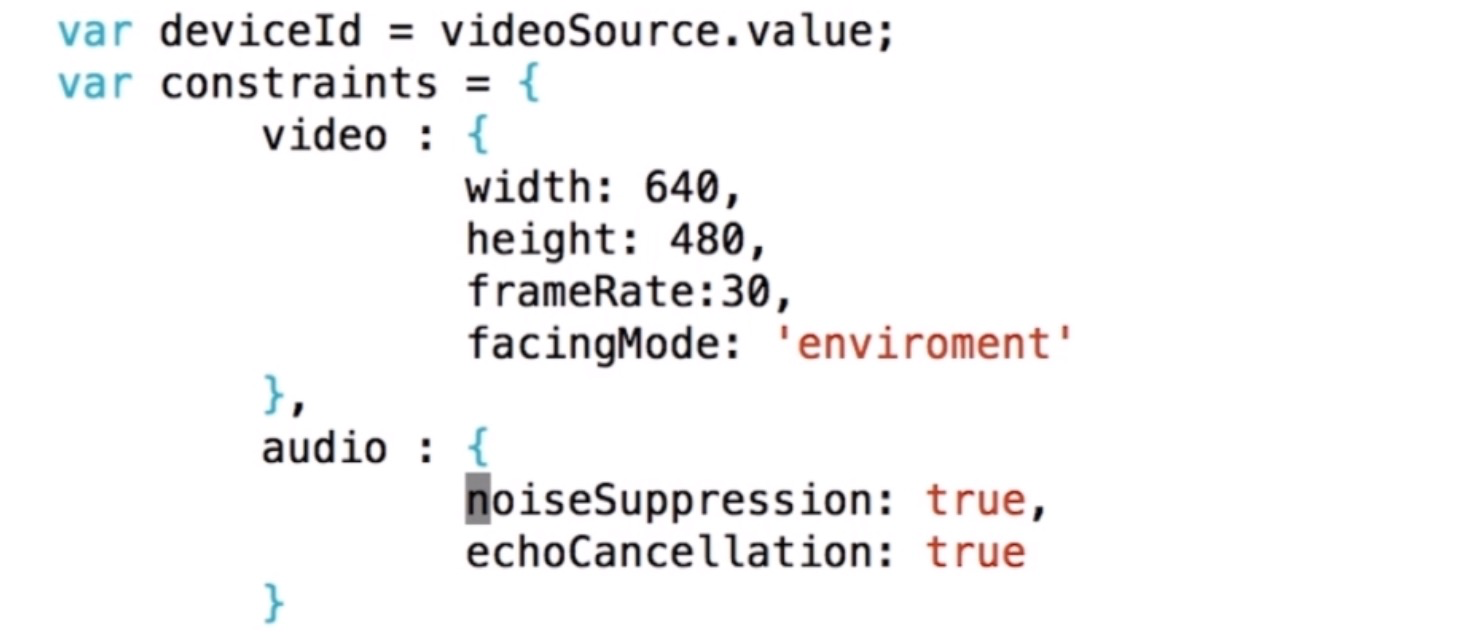 var deviceId = videoSource.value;
var constraints = {
video : {
width: 640,
height: 480,
frameRate:30,
facingMode: 'enviroment'
},
audio : {
noiseSuppression: true,
echoCancellation: true
}